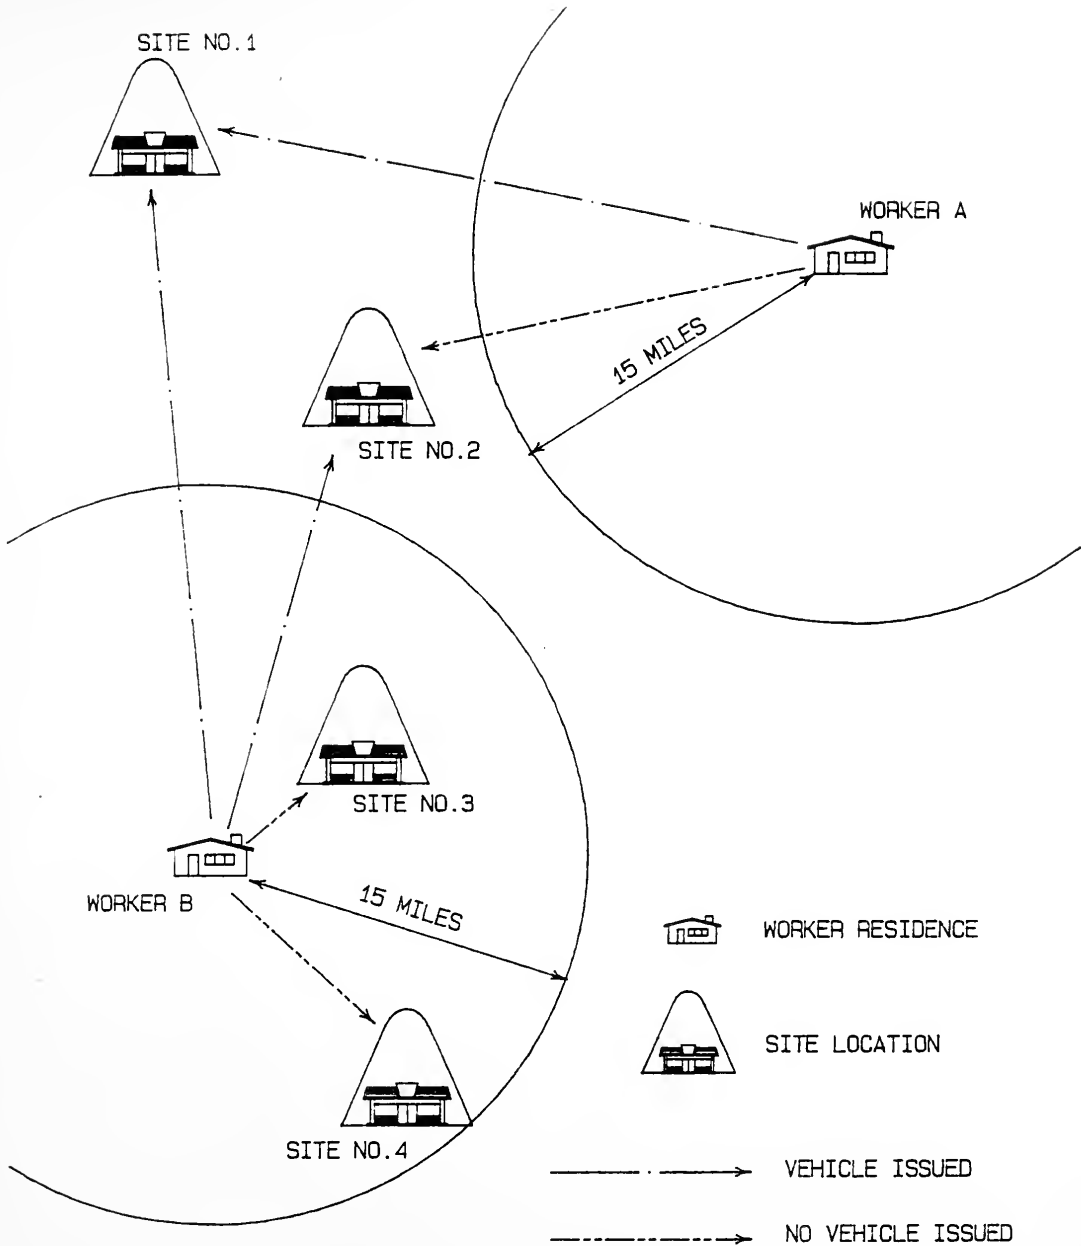 SITE NO.1
WORKER A
15 MILES
SITE NO.2
SITE NO.3
WORKER B
15 MILES
WORKER RESIDENCE
SITE LOCATION
SITE NO.4
VEHICLE ISSUED
NO VEHICLE ISSUED